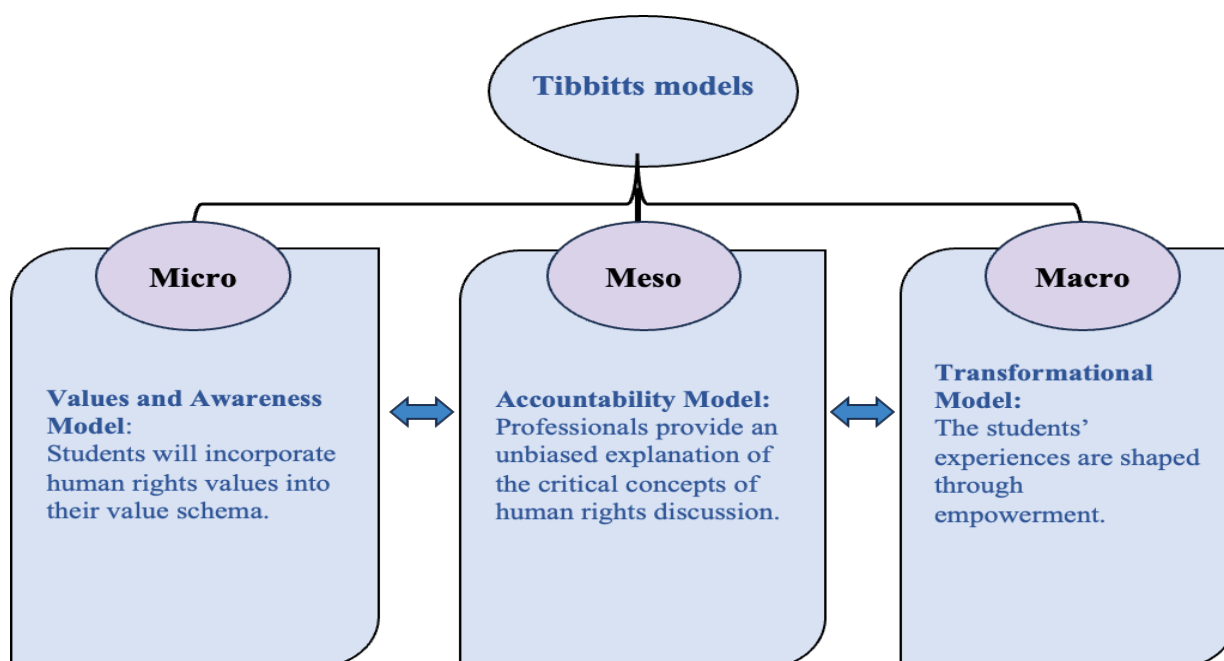 Tibbitts models
Micro
Meso
Macro
Values and Awareness
Model:
Students will incorporate
human rights values into
their value schema.
Accountability Model:
Professionals provide an
unbiased explanation of
the critical concepts of
human rights discussion.
Transformational
Model:
The students’
experiences are shaped
through
empowerment.